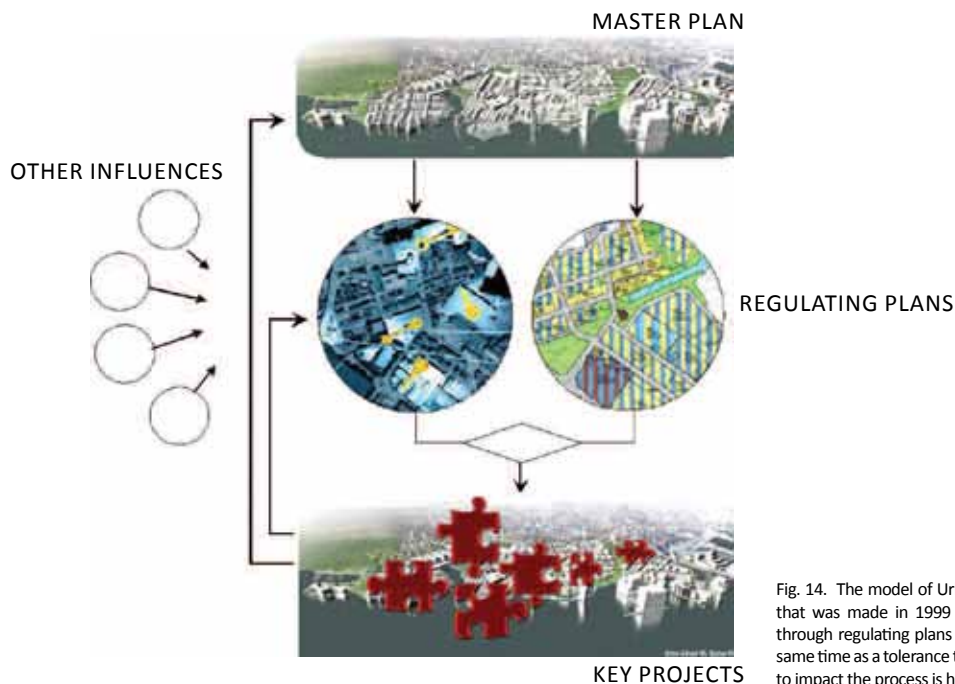 MASTER PLAN
OTHER INFLUENCES
REGULATING PLANS
KEY PROJECTS
Fig. 14. The model of Ur
that was made in 1999
through regulating plans
same time as a tolerance t
to impact the process is h